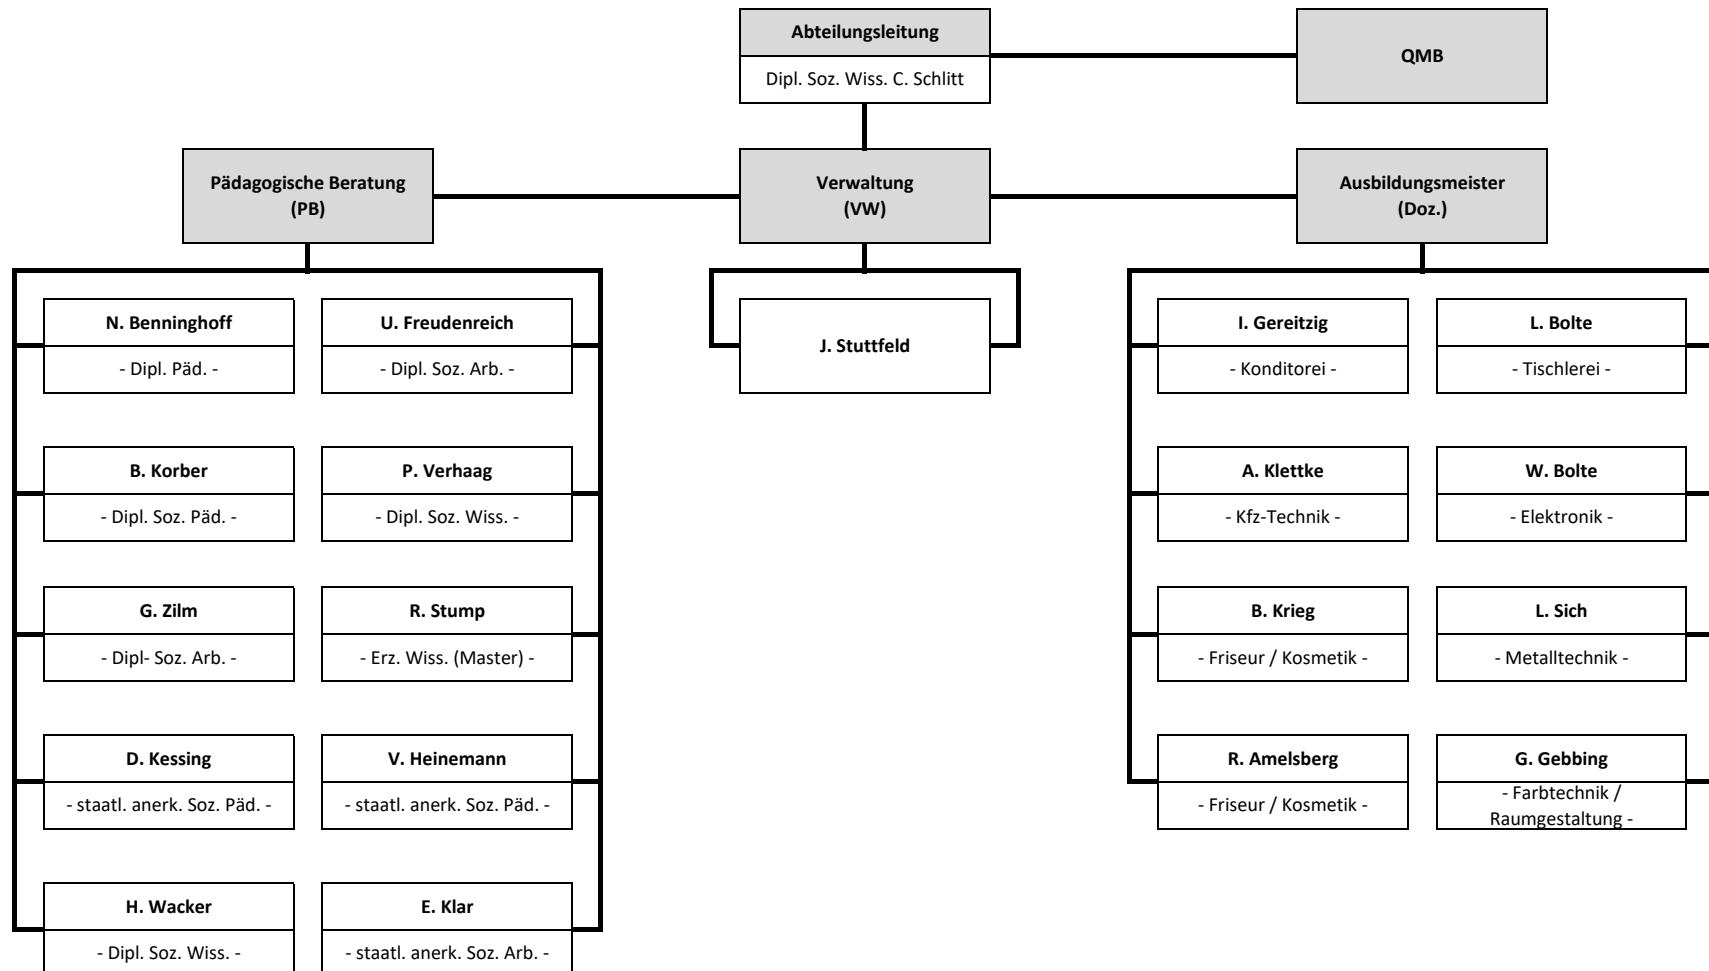 Abteilungsleitung
Dipl. Soz. Wiss. C. Schlitt
QMB
Pädagogische Beratung
(PB)
Verwaltung
(VW)
Ausbildungsmeister
(Doz.)
N. Benninghoff
- Dipl. Päd. -
U. Freudenreich
- Dipl. Soz. Arb. -
B. Korber
- Dipl. Soz. Päd. -
P. Verhaag
- Dipl. Soz. Wiss. -
G. Zilm
- Dipl- Soz. Arb. -
R. Stump
- Erz. Wiss. (Master) -
D. Kessing
- staatl. anerk. Soz. Päd. -
V. Heinemann
- staatl. anerk. Soz. Päd. -
H. Wacker
- Dipl. Soz. Wiss. -
E. Klar
- staatl. anerk. Soz. Arb. -
J. Stuttfeld
I. Gereitzig
- Konditorei -
L. Bolte
- Tischlerei -
A. Klettke
- Kfz-Technik -
W. Bolte
- Elektronik -
B. Krieg
- Friseur / Kosmetik -
L. Sich
- Metalltechnik -
R. Amelsberg
- Friseur / Kosmetik -
G. Gebbing
- Farbtechnik /
Raumgestaltung -